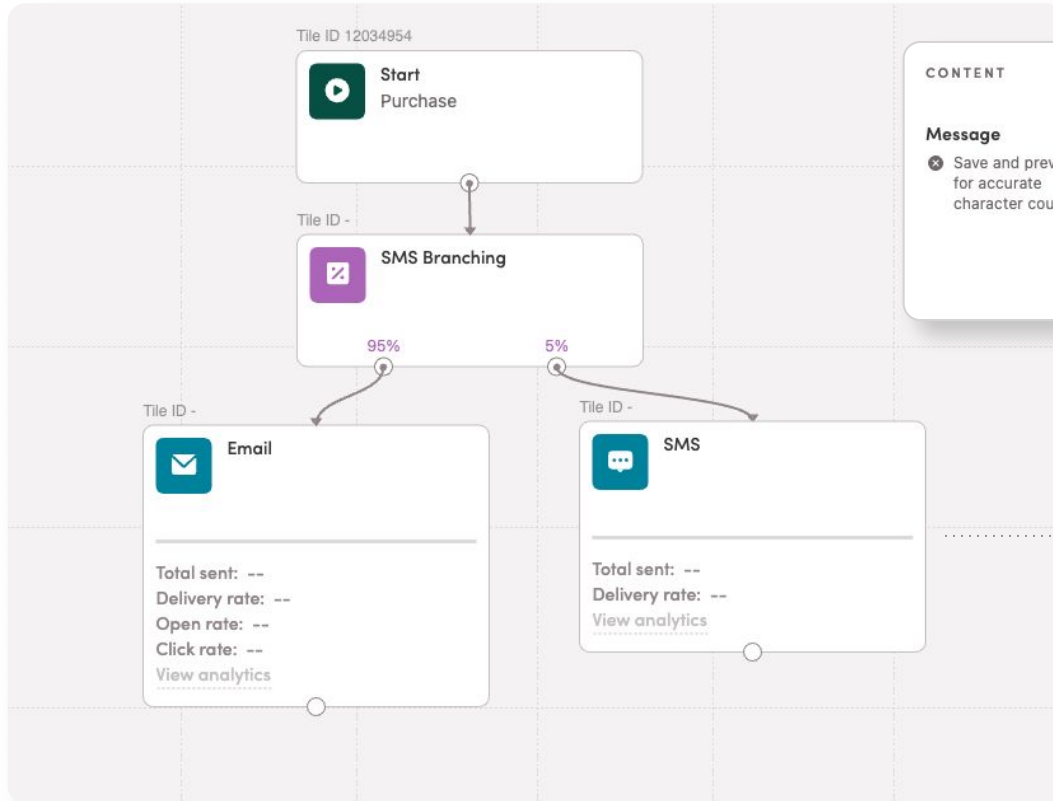 Tile ID 12034954
Start
Purchase
CONTENT
Message
Save and prev
for accurate
character cou
Tile ID -
SMS Branching
95%
5%
Tile ID -
Email
Total sent: --
Delivery rate: --
Open rate: --
Click rate: --
View analytics
Tile ID -
SMS
Total sent: --
Delivery rate: --
View analytics